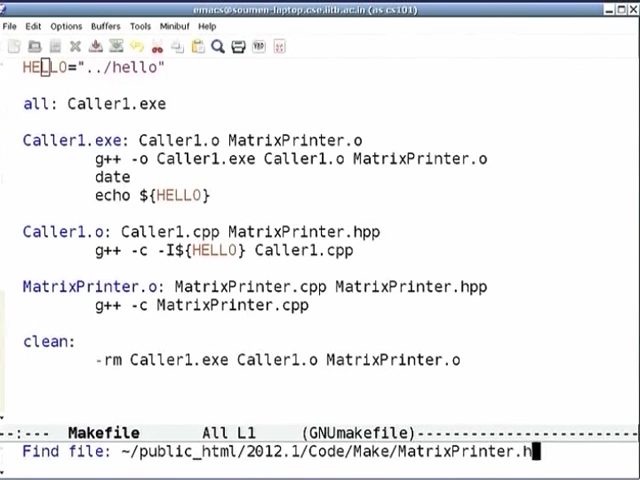 emacs@soumen-laptop.cse.iitb.ac.in (as cs101)
File Edit Options Buffers Tools Minibuf Help
HELLO="../hello"
all: Caller1.exe
Caller1.exe: Caller1.o MatrixPrinter.o
g++ -o Caller1.exe Caller1.o MatrixPrinter.o
date
echo ${HELLO}
Caller1.o: Caller1.cpp MatrixPrinter.hpp
g++ -c -I${HELLO} Caller1.cpp
MatrixPrinter.o: MatrixPrinter.cpp MatrixPrinter.hpp
g++ -c MatrixPrinter.cpp
clean:
-rm Caller1.exe Caller1.o MatrixPrinter.o
--:--- Makefile All L1 (GNUmakefile)------------------------
Find file: ~/public_html/2012.1/Code/Make/MatrixPrinter.h